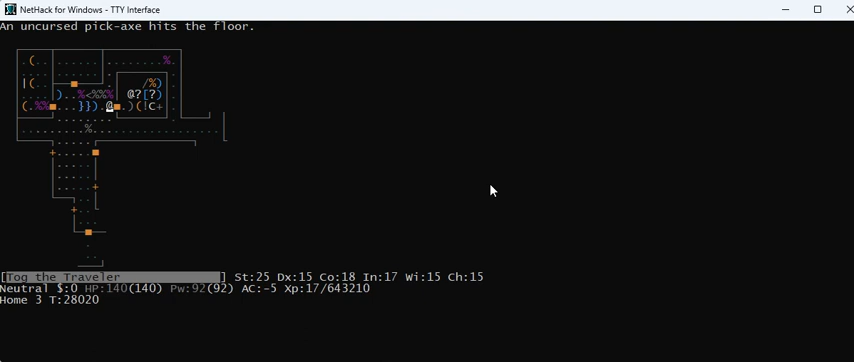 NetHack for Windows - TTY Interface
An uncursed pick-axe hits the floor.
[Tog the Traveler ] St:25 Dx:15 Co:18 In:17 Wi:15 Ch:15
Neutral $:0 HP:140(140) Pw:92(92) AC:-5 Xp:17/643210
Home 3 T:28020